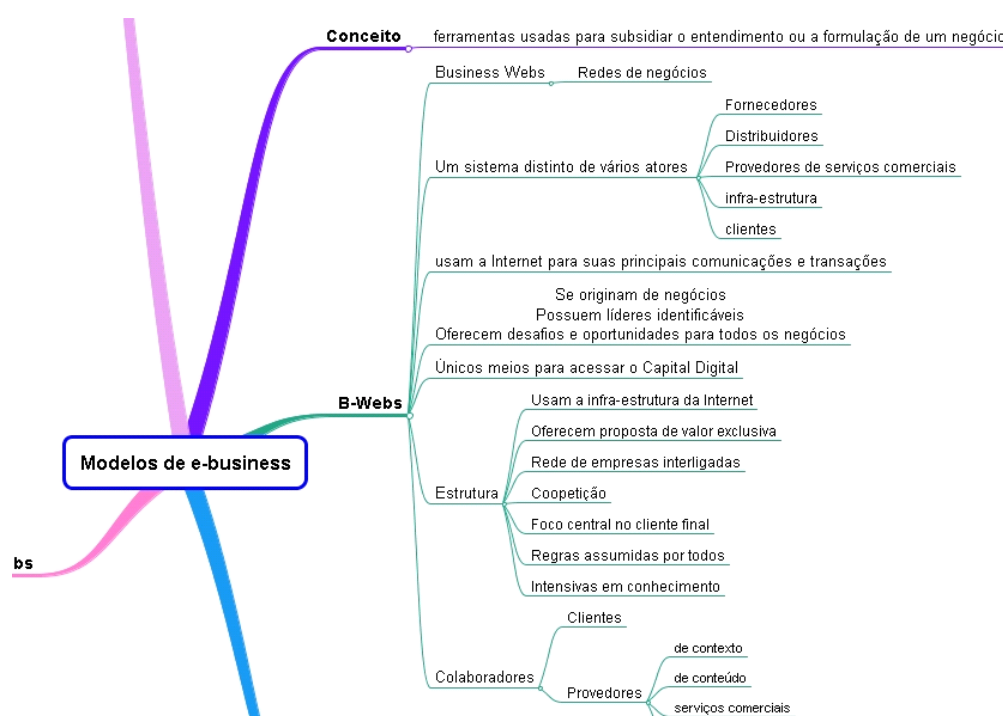 Conceito
ferramentas usadas para subsidiar o entendimento ou a formulação de um negócio
Business Webs
Redes de negócios
Fornecedores
Distribuidores
Um sistema distinto de vários atores
Provedores de serviços comerciais
infra-estrutura
clientes
usam a Internet para suas principais comunicações e transações
Se originam de negócios
Possuem líderes identificáveis
Oferecem desafios e oportunidades para todos os negócios
Únicos meios para acessar o Capital Digital
B-Webs
Usam a infra-estrutura da Internet
Oferecem proposta de valor exclusiva
Modelos de e-business
Rede de empresas interligadas
Estrutura
Coopetição
Foco central no cliente final
Regras assumidas por todos
bs
Intensivas em conhecimento
Clientes
de contexto
Colaboradores
de conteúdo
Provedores
serviços comerciais